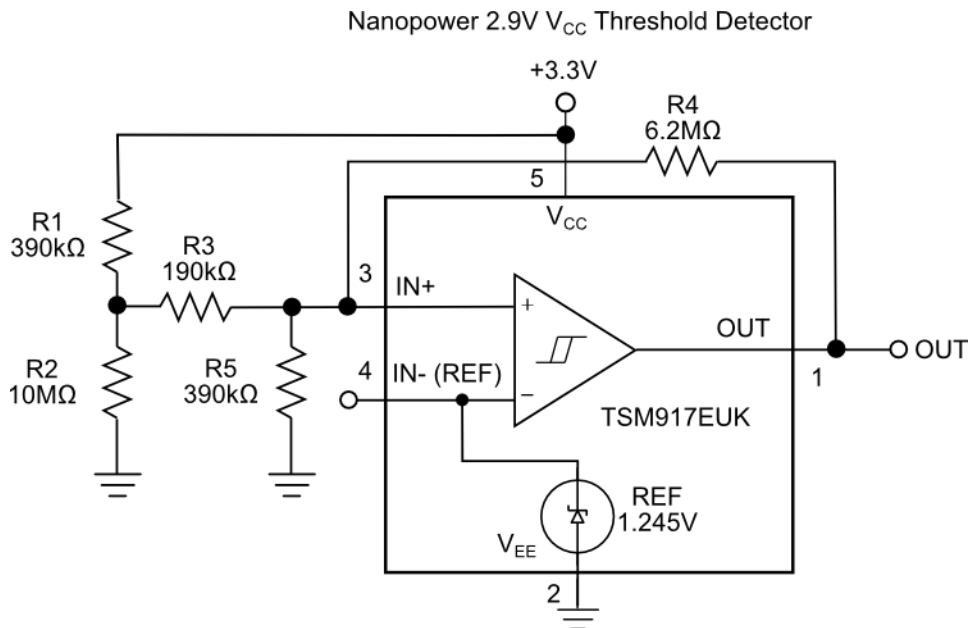 Nanopower 2.9V VCC Threshold Detector
+3.3V
R4
6.2MΩ
5
VCC
R1
390kΩ
R3
190kΩ
3
IN+
+
OUT
OUT
R2
10MΩ
R5
390kΩ
4
IN- (REF)
−
1
TSM917EUK
REF
1.245V
VEE
2